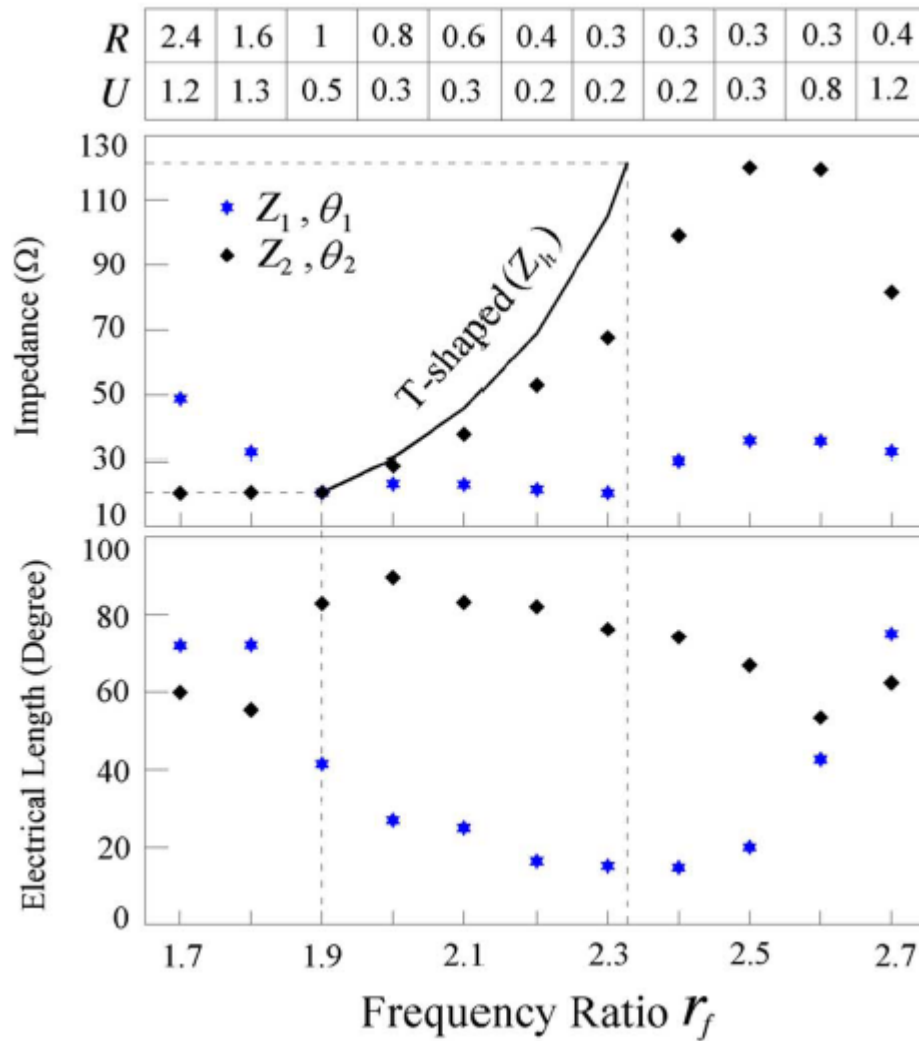 R 2.4 1.6 1 0.8 0.6 0.4 0.3 0.3 0.3 0.3 0.4
U 1.2 1.3 0.5 0.3 0.3 0.2 0.2 0.2 0.3 0.8 1.2
130
110
90
70
50
30
10
Impedance (Ω)
Z₁ , θ₁
Z₂ , θ₂
T-shaped (Zₕ)
100
80
60
40
20
0
Electrical Length (Degree)
1.7 1.9 2.1 2.3 2.5 2.7
Frequency Ratio r_f